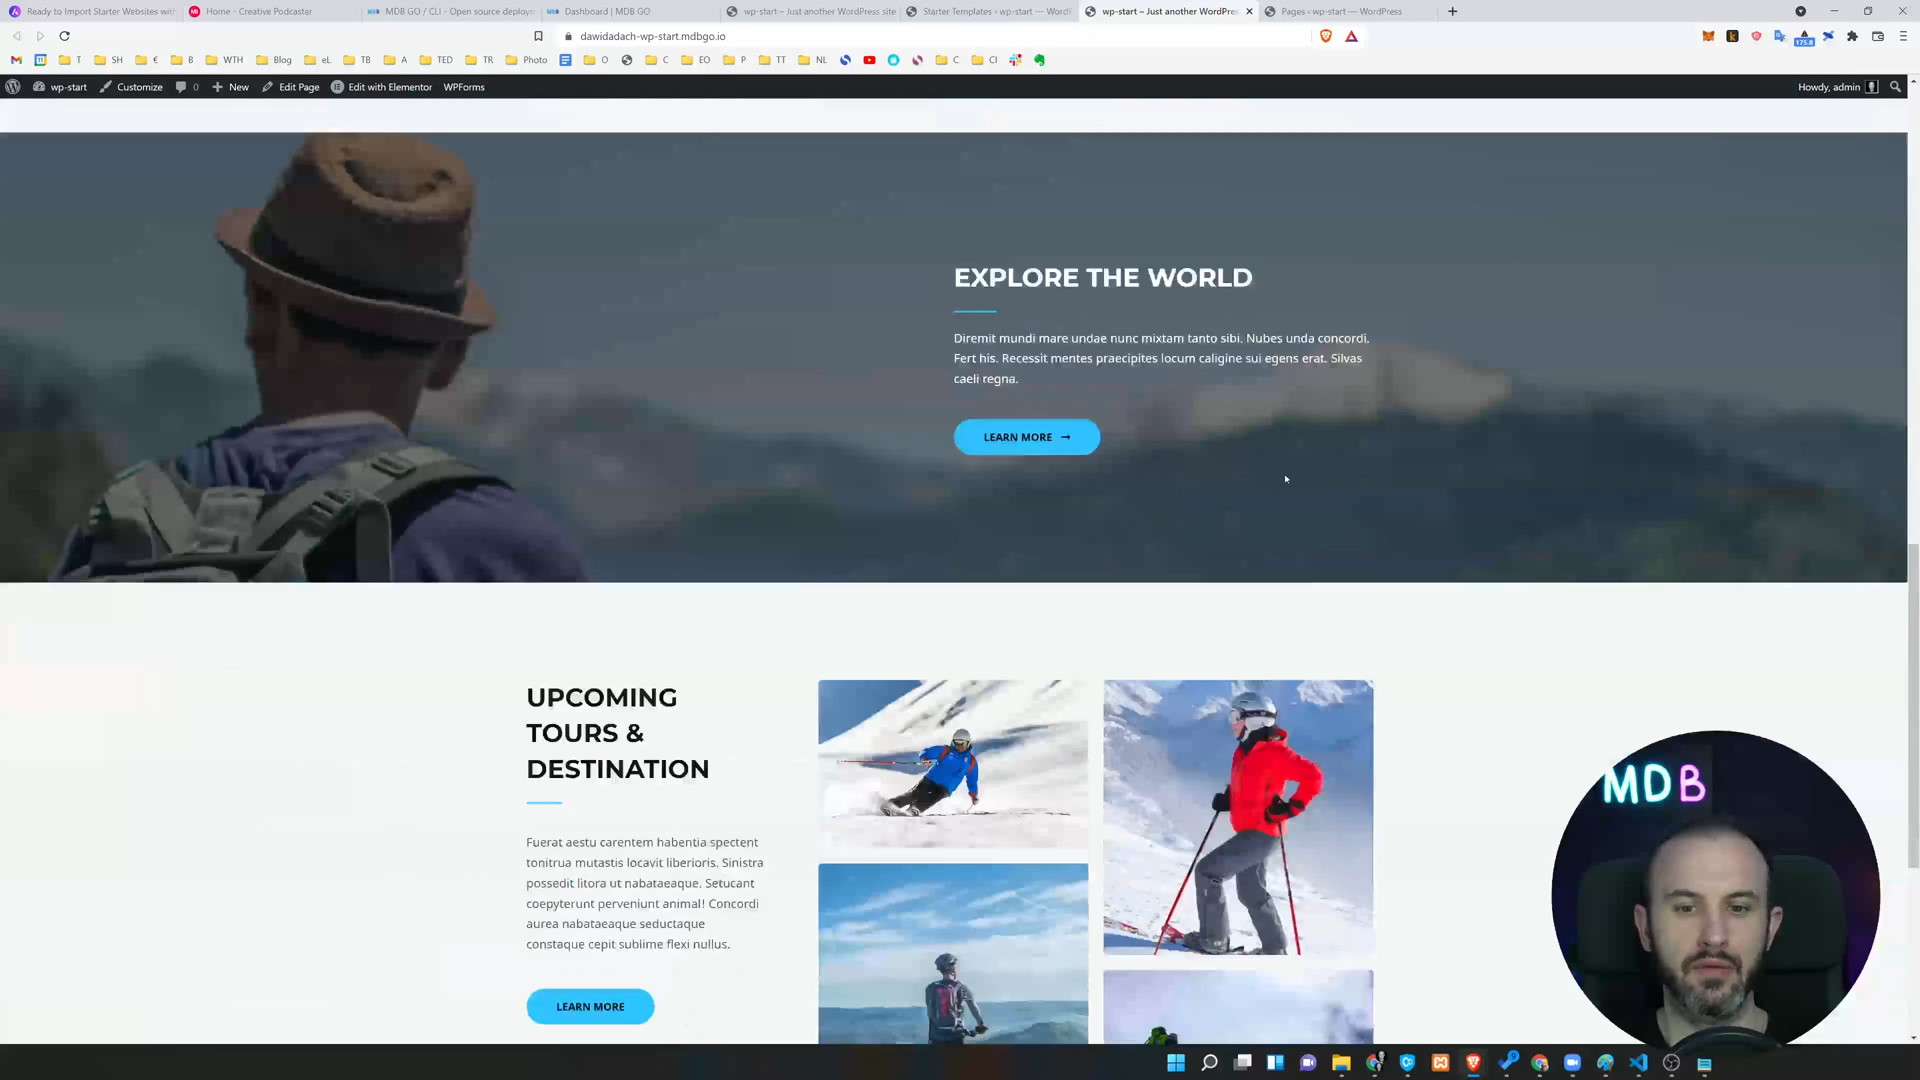 Ready to Import Starter Websites with
Home - Creative Podcaster
MDB GO / CLI - Open source deploy
Dashboard | MDB GO
wp-start – Just another WordPress site
Starter Templates ‹ wp-start — Word
wp-start – Just another WordPre
Pages ‹ wp-start — WordPress
dawidadach-wp-start.mdbgo.io
175.8
T SH € B WTH Blog eL TB A TED TR Photo O C EO P TT NL C CI
wp-start Customize 0 New Edit Page Edit with Elementor WPForms Howdy, admin
EXPLORE THE WORLD
Diremit mundi mare undae nunc mixtam tanto sibi. Nubes unda concordi.
Fert his. Recessit mentes praecipites locum caligine sui egens erat. Silvas
caeli regna.
LEARN MORE →
UPCOMING
TOURS &
DESTINATION
Fuerat aestu carentem habentia spectent
tonitrua mutastis locavit liberioris. Sinistra
possedit litora ut nabataeaque. Setucant
coepyterunt perveniunt animal! Concordi
aurea nabataeaque seductaque
constaque cepit sublime flexi nullus.
LEARN MORE
MDB